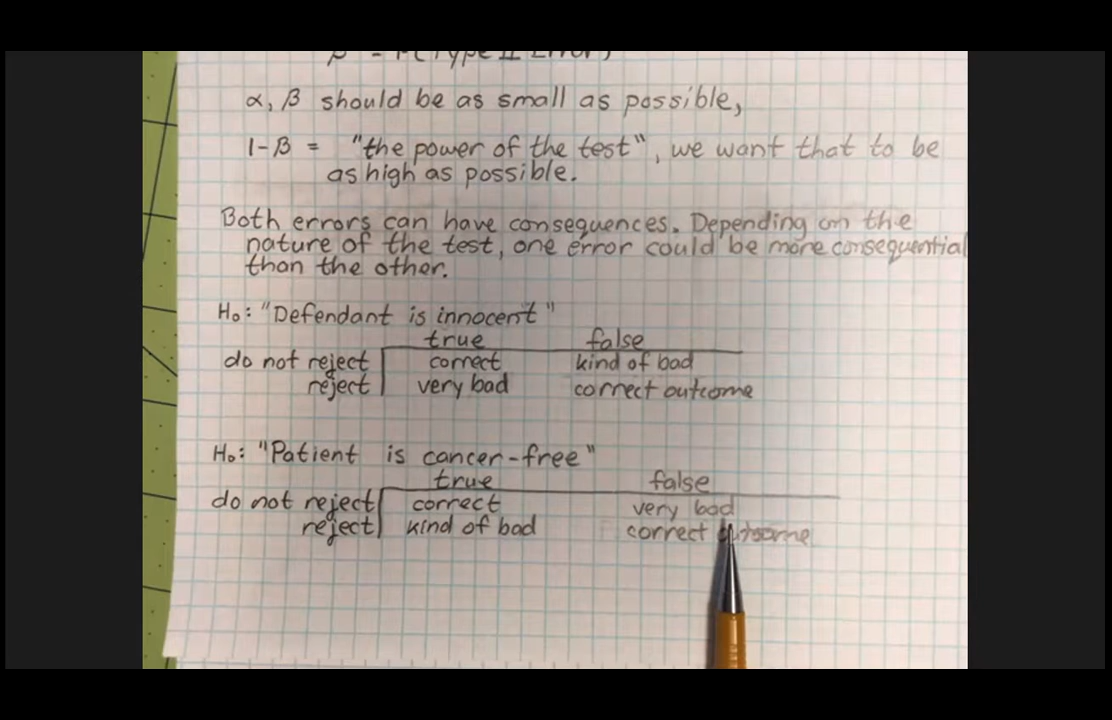 β = P(Type II Error)
α, β should be as small as possible,
1-β = "the power of the test", we want that to be
as high as possible.
Both errors can have consequences. Depending on the
nature of the test, one error could be more consequential
than the other.
H₀: "Defendant is innocent"
true false
do not reject correct kind of bad
reject very bad correct outcome
H₀: "Patient is cancer-free"
true false
do not reject correct very bad
reject kind of bad correct outcome